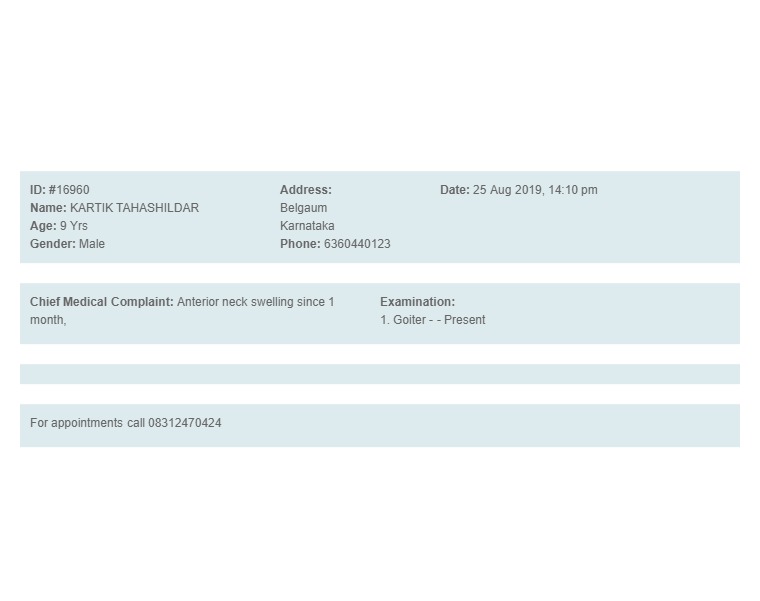 ID: #16960
Name: KARTIK TAHASHILDAR
Age: 9 Yrs
Gender: Male
Address:
Belgaum
Karnataka
Phone: 6360440123
Date: 25 Aug 2019, 14:10 pm
Chief Medical Complaint: Anterior neck swelling since 1
month,
Examination:
1. Goiter - - Present
For appointments call 08312470424